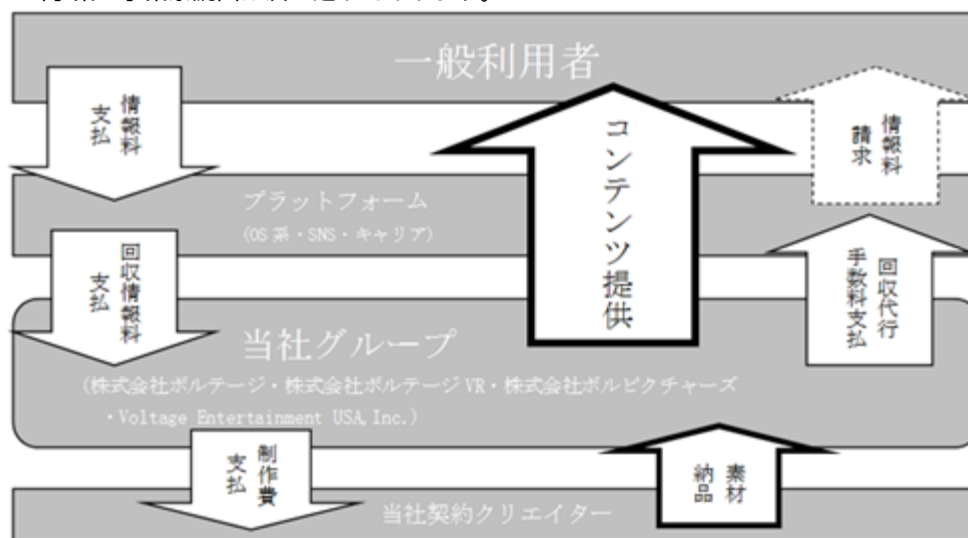 一般利用者
情報料
支払
コンテンツ提供
情報料
請求
プラットフォーム
(OS系・SNS・キャリア)
回収情報料
支払
回収代行
手数料支払
当社グループ
(株式会社ボルテージ・株式会社ボルテージVR・株式会社ボルピクチャーズ
・Voltage Entertainment USA, Inc.)
制作費
支払
素材
納品
当社契約クリエイター